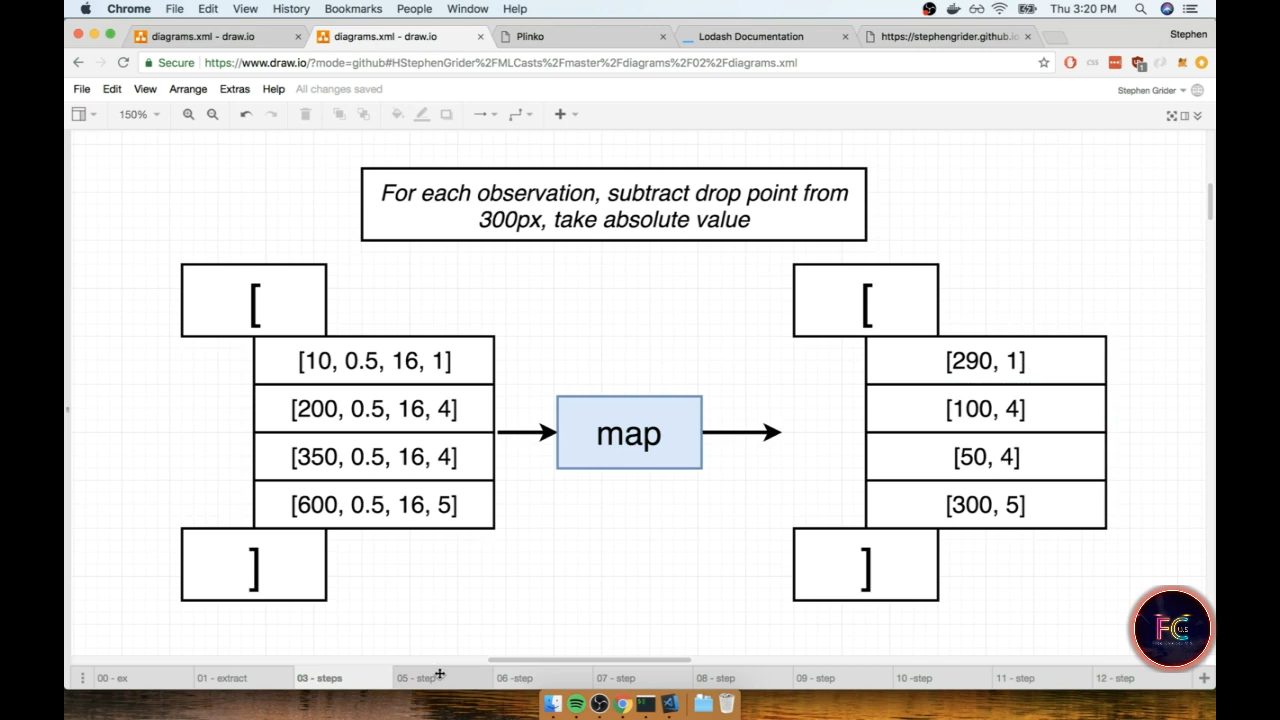 Chrome File Edit View History Bookmarks People Window Help Thu 3:20 PM
diagrams.xml - draw.io diagrams.xml - draw.io Plinko Lodash Documentation https://stephengrider.github.io Stephen
Secure https://www.draw.io/?mode=github#HStephenGrider%2FMLCasts%2Fmaster%2Fdiagrams%2F02%2Fdiagrams.xml
File Edit View Arrange Extras Help All changes saved Stephen Grider
150%
For each observation, subtract drop point from
300px, take absolute value
[ [
[10, 0.5, 16, 1] [290, 1]
[200, 0.5, 16, 4] [100, 4]
map
[350, 0.5, 16, 4] [50, 4]
[600, 0.5, 16, 5] [300, 5]
] ]
FC
00 - ex 01 - extract 03 - steps 05 - step 06 -step 07 - step 08 - step 09 - step 10 -step 11 - step 12 - step